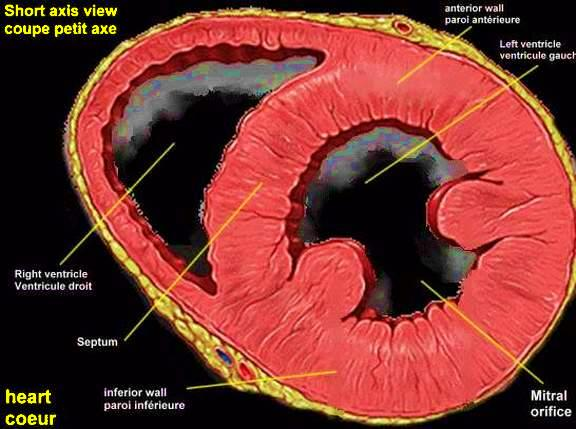 Short axis view
coupe petit axe
anterior wall
paroi antérieure
Left ventricle
ventricule gauch
Right ventricle
Ventricule droit
Septum
inferior wall
paroi inférieure
Mitral
orifice
heart
coeur